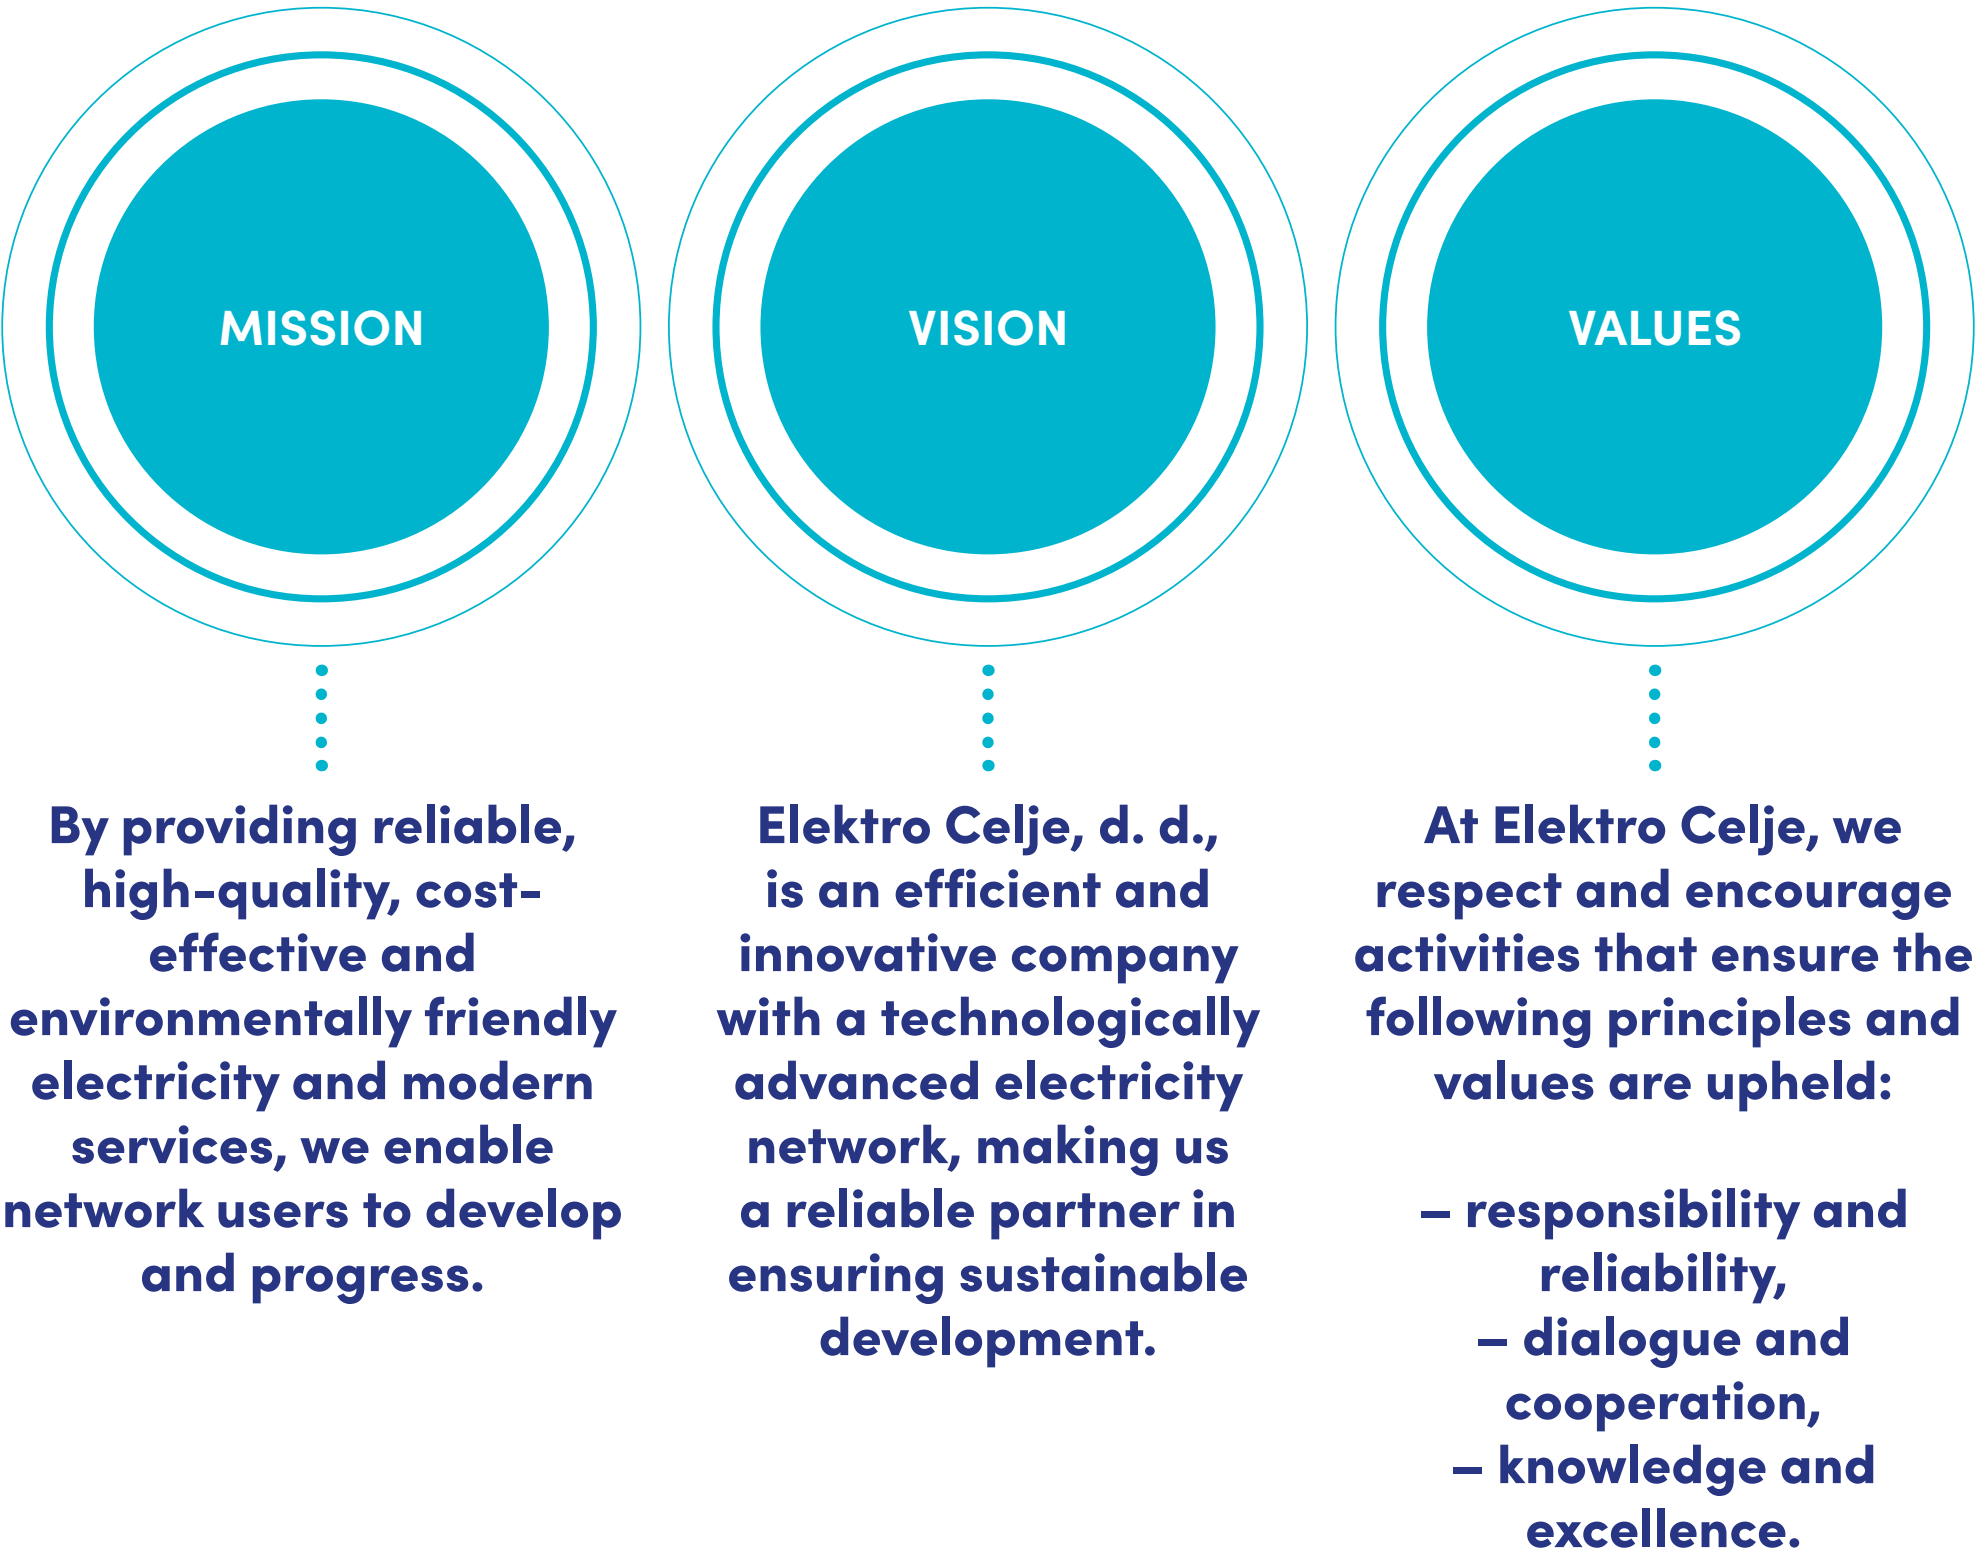 MISSION
By providing reliable,
high-quality, cost-
effective and
environmentally friendly
electricity and modern
services, we enable
network users to develop
and progress.
VISION
Elektro Celje, d. d.,
is an efficient and
innovative company
with a technologically
advanced electricity
network, making us
a reliable partner in
ensuring sustainable
development.
VALUES
At Elektro Celje, we
respect and encourage
activities that ensure the
following principles and
values are upheld:
– responsibility and
reliability,
– dialogue and
cooperation,
– knowledge and
excellence.